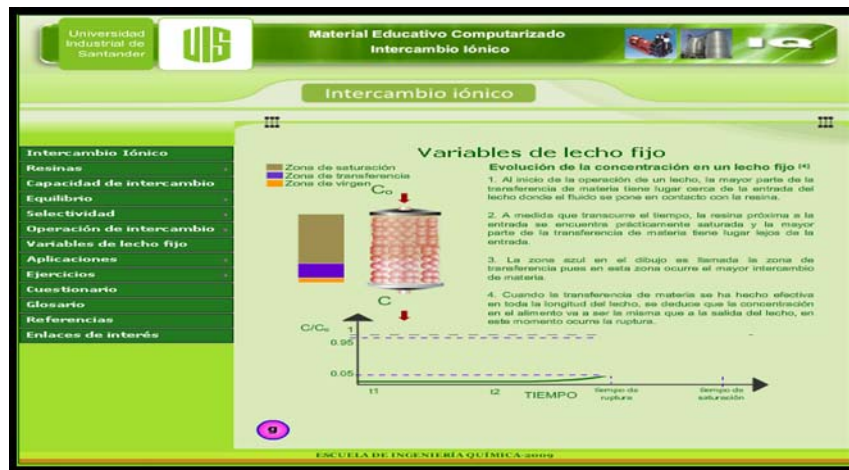 Universidad
Industrial de
Santander
UIS
Material Educativo Computarizado
Intercambio Iónico
IQ
Intercambio iónico
Intercambio Iónico
Resinas
Capacidad de intercambio
Equilibrio
Selectividad
Operación de intercambio
Variables de lecho fijo
Aplicaciones
Ejercicios
Cuestionario
Glosario
Referencias
Enlaces de interés
Variables de lecho fijo
Zona de saturación
Zona de transferencia
Zona de virgen
Co
C
Evolución de la concentración en un lecho fijo [4]
1. Al inicio de la operación de un lecho, la mayor parte de la
transferencia de materia tiene lugar cerca de la entrada del
lecho donde el fluido se pone en contacto con la resina.
2. A medida que transcurre el tiempo, la resina próxima a la
entrada se encuentra prácticamente saturada y la mayor
parte de la transferencia de materia tiene lugar lejos de la
entrada.
3. La zona azul en el dibujo es llamada la zona de
transferencia pues en esta zona ocurre el mayor intercambio
de materia.
4. Cuando la transferencia de materia se ha hecho efectiva
en toda la longitud del lecho, se deduce que la concentración
en el alimento va a ser la misma que a la salida del lecho, en
este momento ocurre la ruptura.
C/Co
1
0.95
0.05
t1
t2
TIEMPO
tiempo de
ruptura
tiempo de
saturación
g
ESCUELA DE INGENIERÍA QUÍMICA-2009